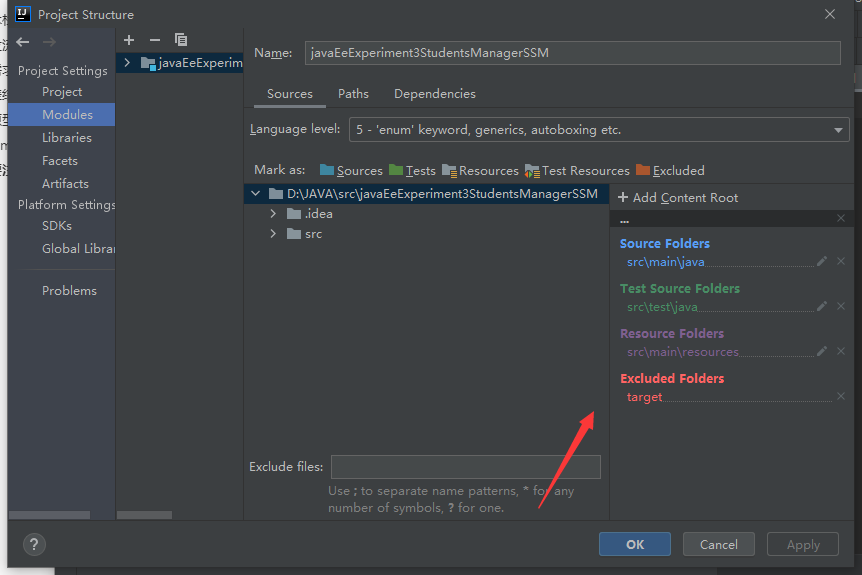 Project Structure
Project Settings
Project
Modules
Libraries
Facets
Artifacts
Platform Settings
SDKs
Global Librar
Problems
javaEeExperim
Name: javaEeExperiment3StudentsManagerSSM
Sources Paths Dependencies
Language level: 5 - 'enum' keyword, generics, autoboxing etc.
Mark as: Sources Tests Resources Test Resources Excluded
D:\JAVA\src\javaEeExperiment3StudentsManagerSSM
.idea
src
Exclude files:
Use ; to separate name patterns, * for any
number of symbols, ? for one.
+ Add Content Root
...
Source Folders
src\main\java
Test Source Folders
src\test\java
Resource Folders
src\main\resources
Excluded Folders
target
?
OK Cancel Apply